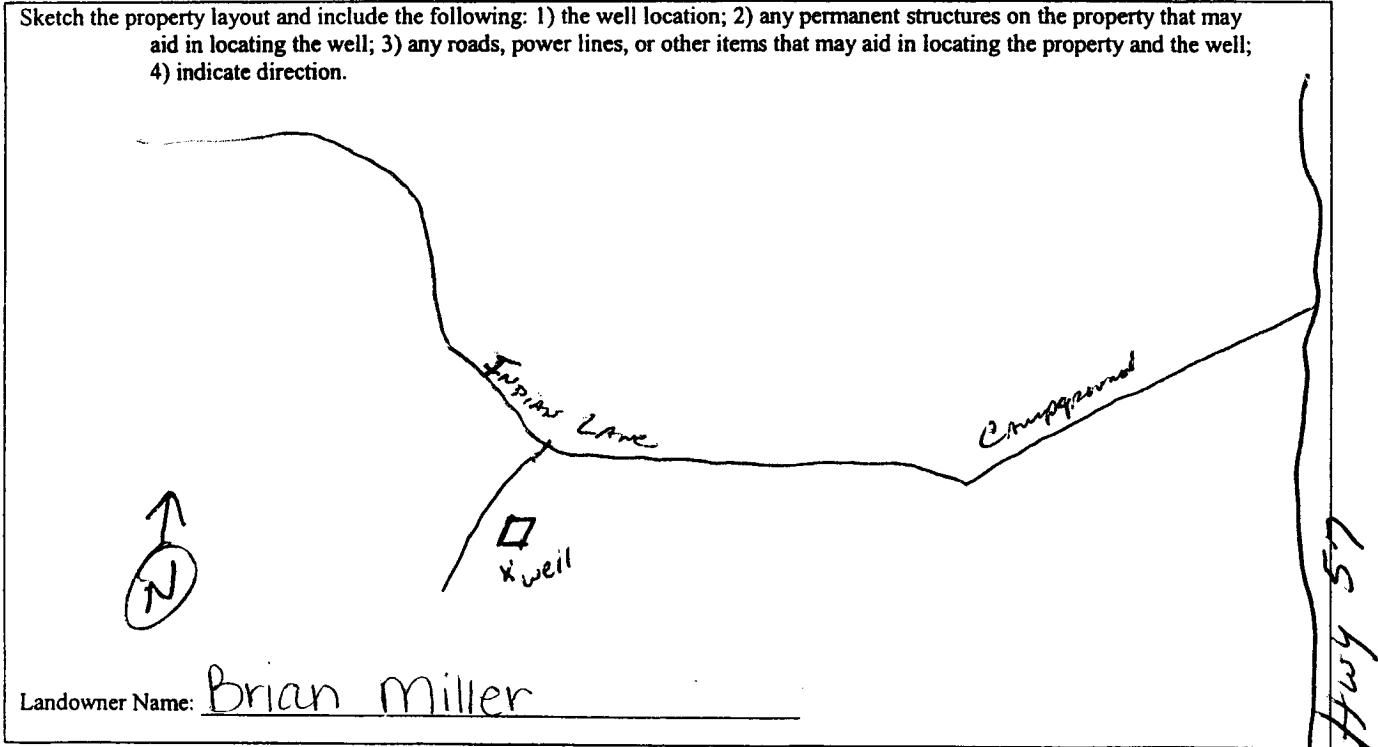 Sketch the property layout and include the following: 1) the well location; 2) any permanent structures on the property that may
aid in locating the well; 3) any roads, power lines, or other items that may aid in locating the property and the well;
4) indicate direction.
INDIAN LANE
Campground
N
x well
Hwy 57
Landowner Name: Brian Miller